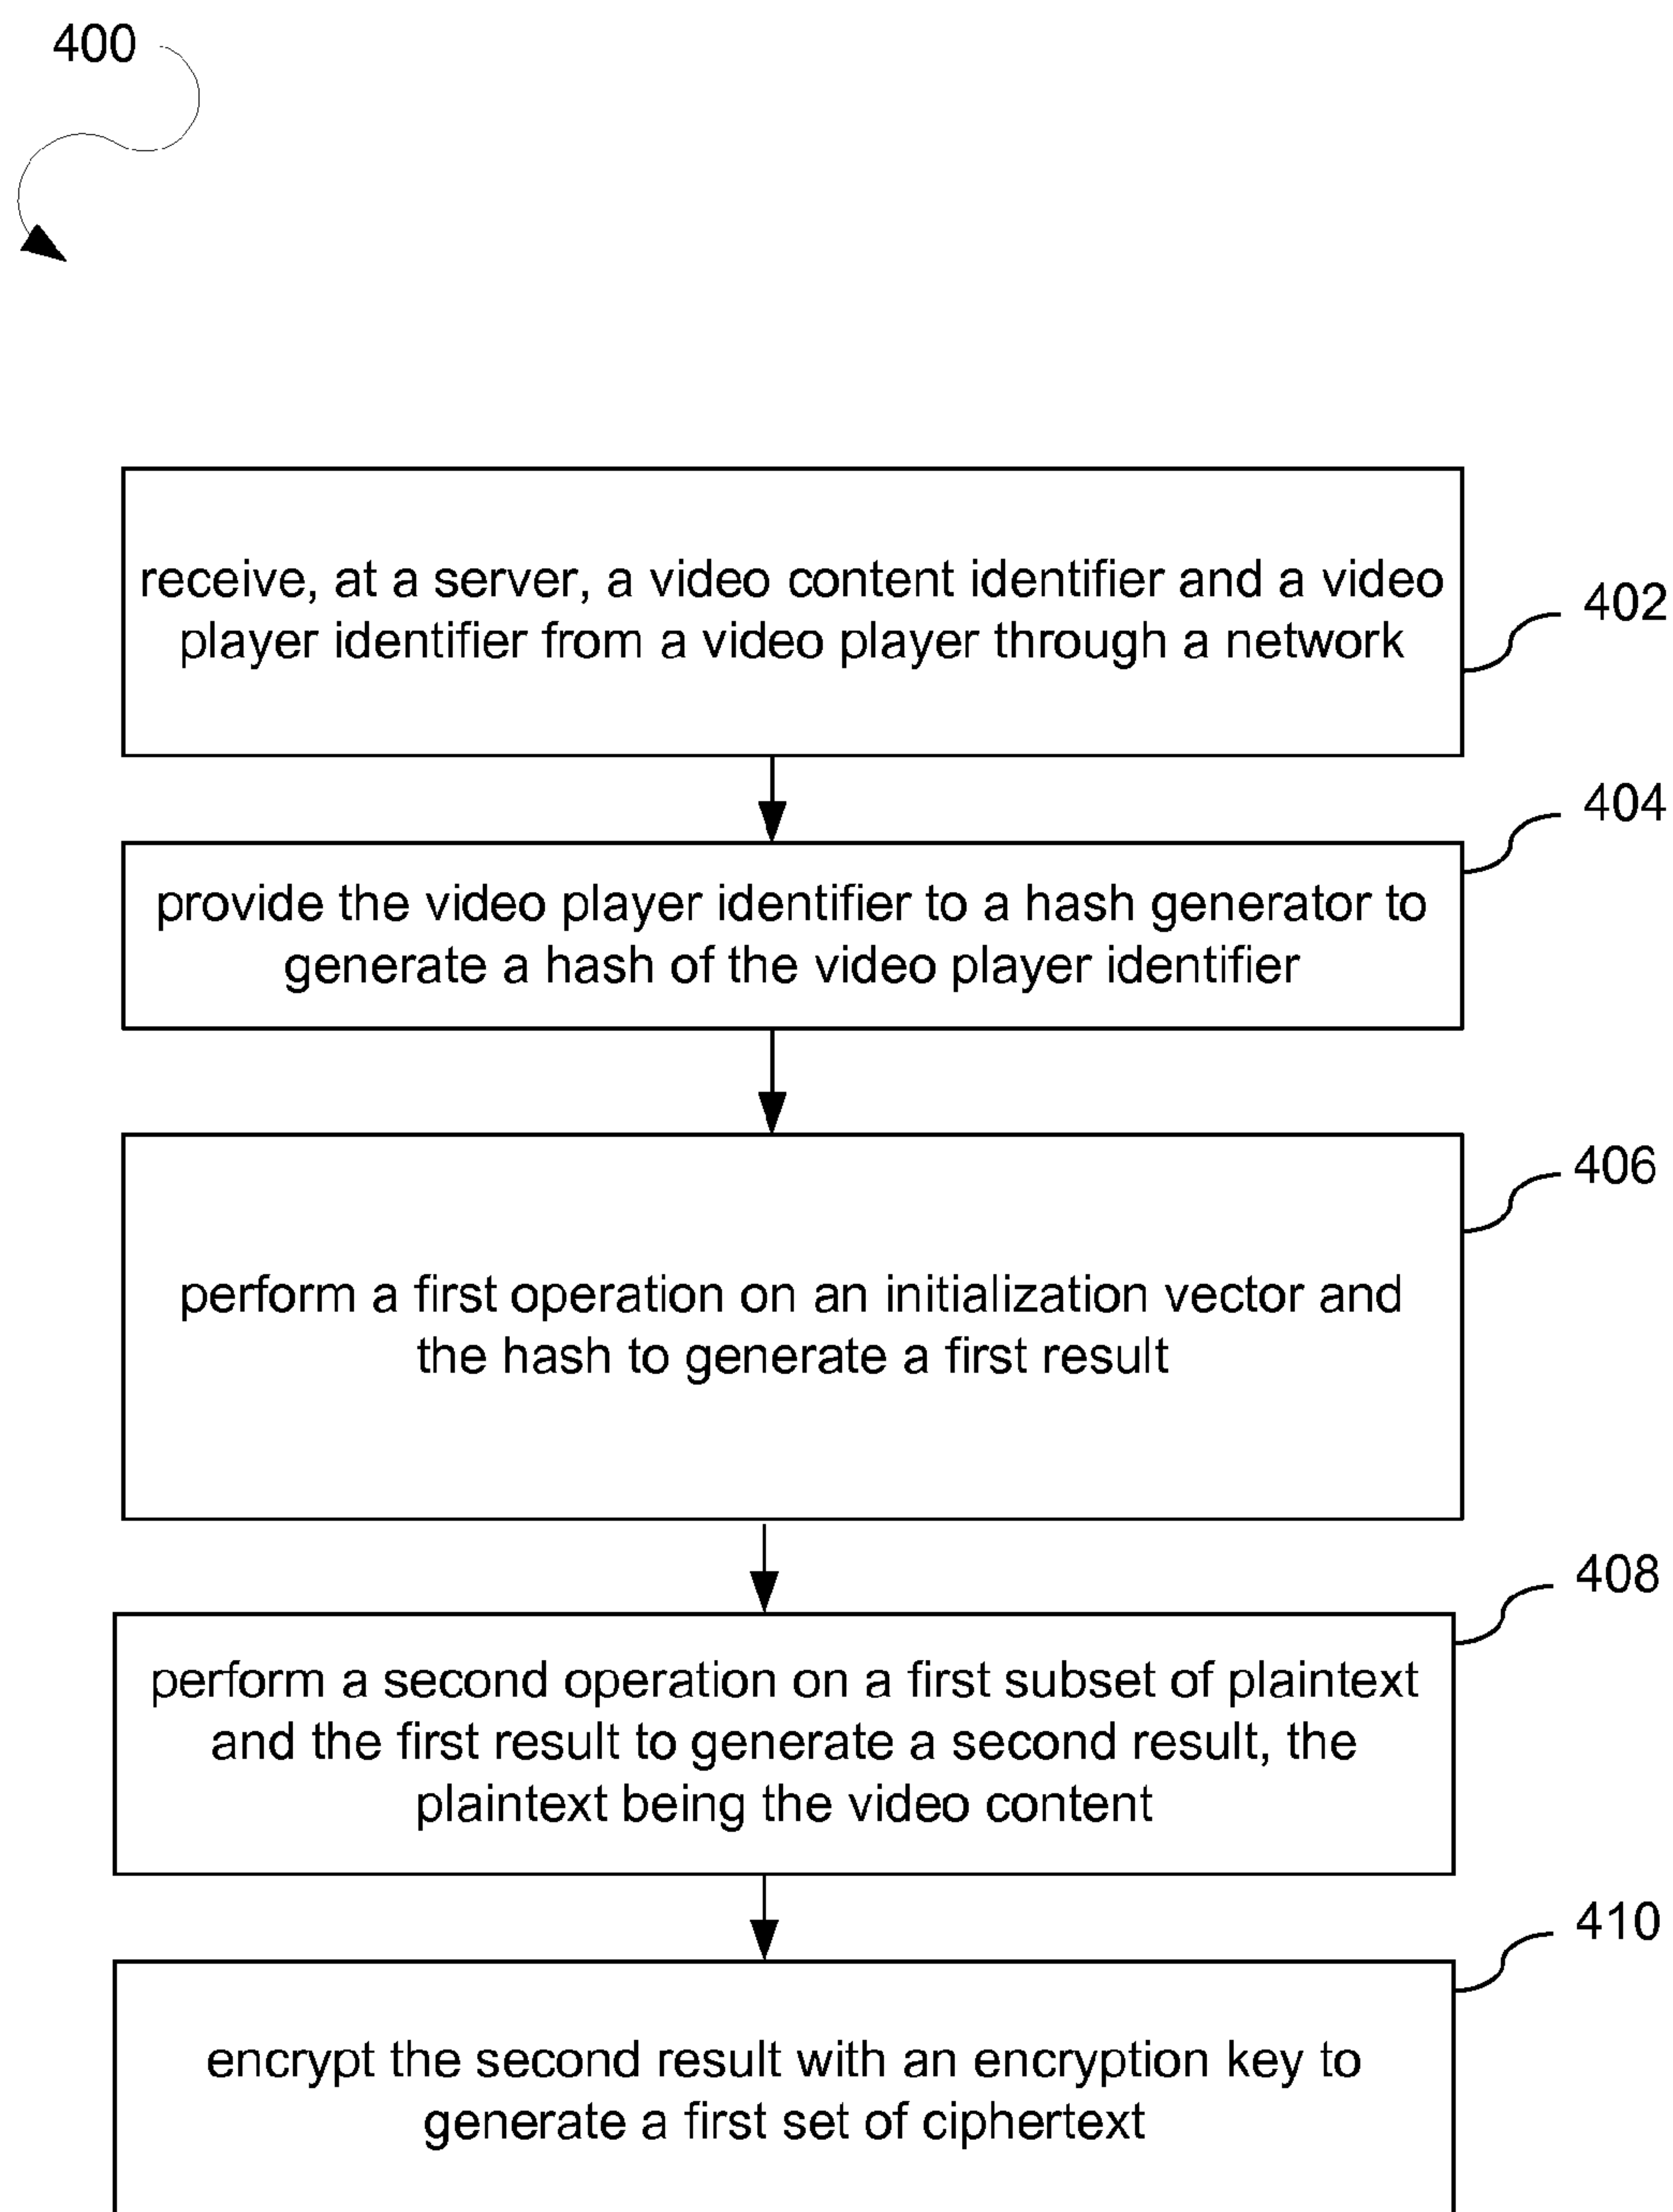 400
receive, at a server, a video content identifier and a video
player identifier from a video player through a network
402
404
provide the video player identifier to a hash generator to
generate a hash of the video player identifier
406
perform a first operation on an initialization vector and
the hash to generate a first result
408
perform a second operation on a first subset of plaintext
and the first result to generate a second result, the
plaintext being the video content
410
encrypt the second result with an encryption key to
generate a first set of ciphertext